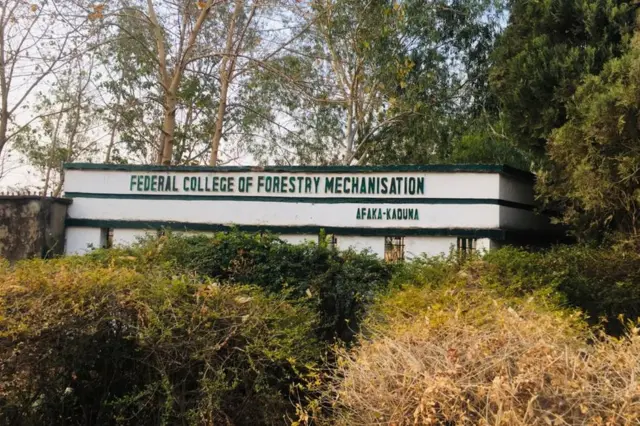 FEDERAL COLLEGE OF FORESTRY MECHANISATION
AFAKA-KADUNA